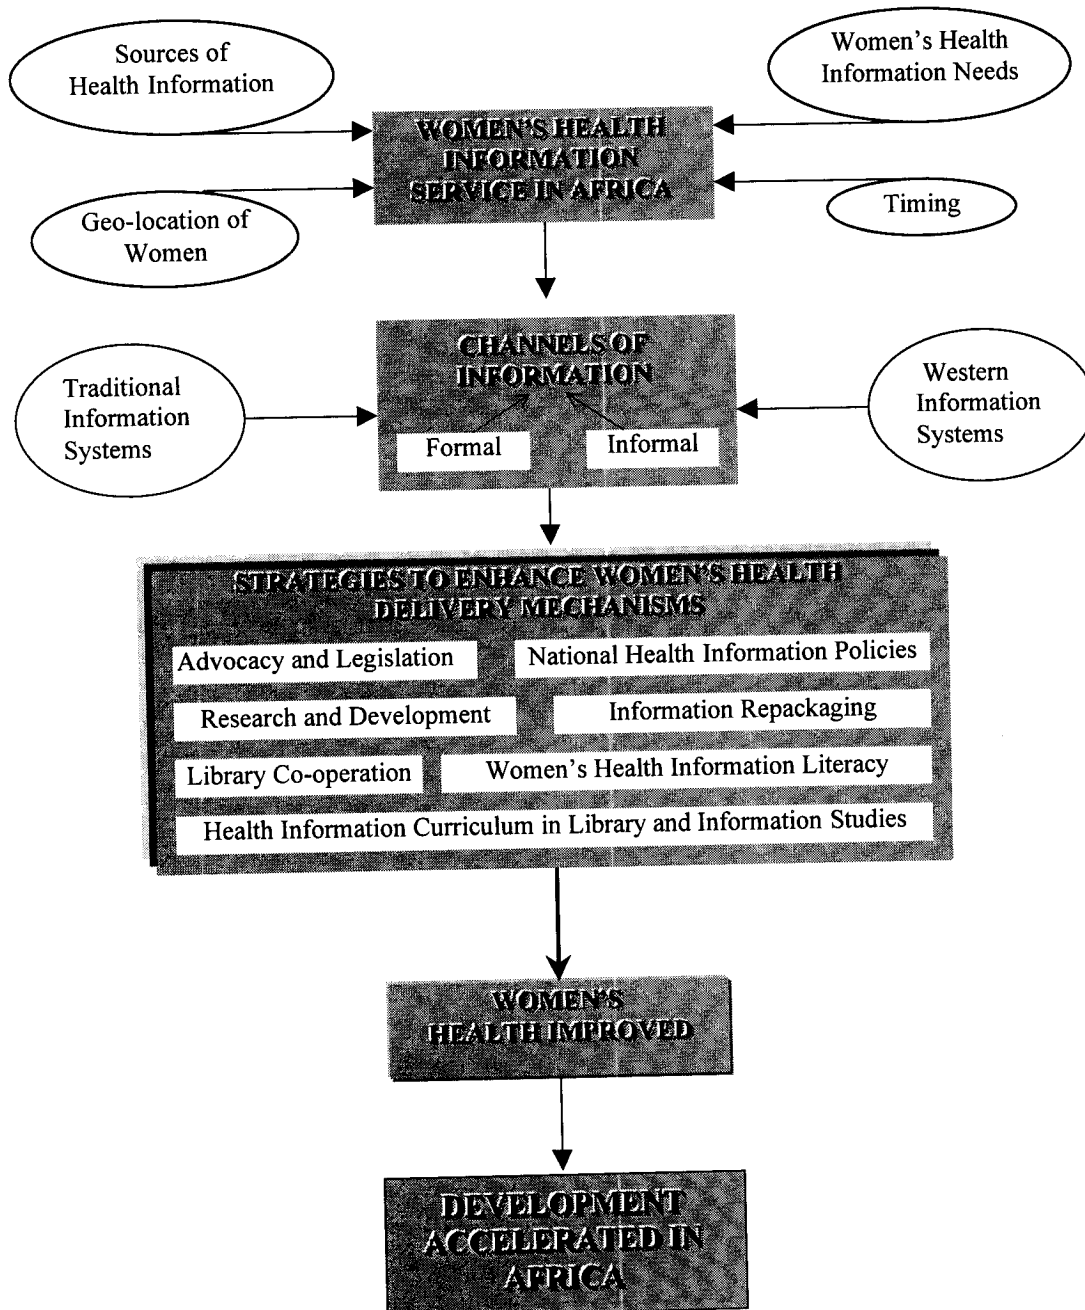 Sources of
Health Information
Women's Health
Information Needs
WOMEN'S HEALTH
INFORMATION
SERVICE IN AFRICA
Geo-location of
Women
Timing
CHANNELS OF
INFORMATION
Traditional
Information
Systems
Western
Information
Systems
Formal
Informal
STRATEGIES TO ENHANCE WOMEN'S HEALTH
DELIVERY MECHANISMS
Advocacy and Legislation
National Health Information Policies
Research and Development
Information Repackaging
Library Co-operation
Women's Health Information Literacy
Health Information Curriculum in Library and Information Studies
WOMEN'S
HEALTH IMPROVED
DEVELOPMENT
ACCELERATED IN
AFRICA